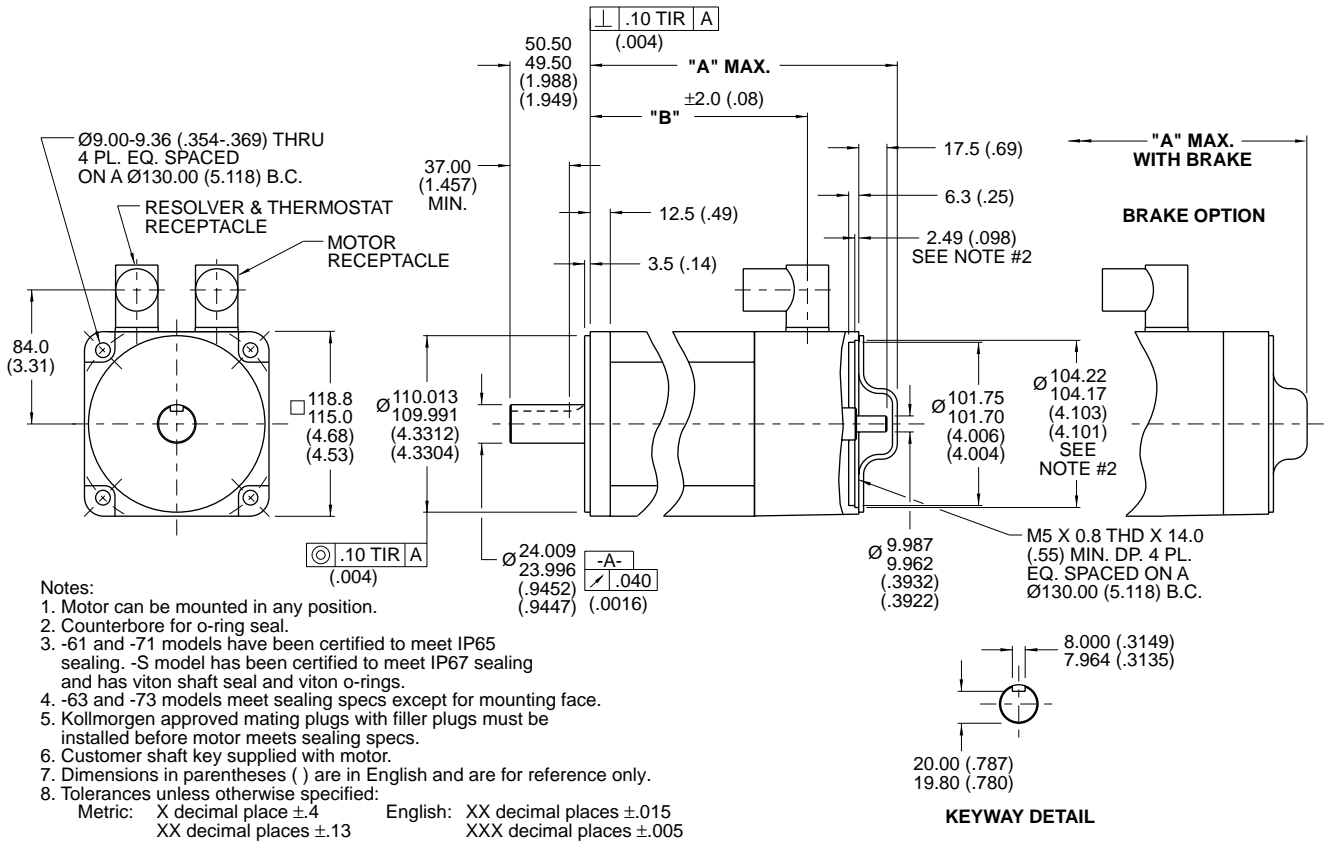 ⊥ .10 TIR A
(.004)
50.50
49.50
(1.988)
(1.949)
"A" MAX.
±2.0 (.08)
"B"
Ø9.00-9.36 (.354-.369) THRU
4 PL. EQ. SPACED
ON A Ø130.00 (5.118) B.C.
RESOLVER & THERMOSTAT
RECEPTACLE
MOTOR
RECEPTACLE
37.00
(1.457)
MIN.
12.5 (.49)
3.5 (.14)
17.5 (.69)
6.3 (.25)
2.49 (.098)
SEE NOTE #2
"A" MAX.
WITH BRAKE
BRAKE OPTION
84.0
(3.31)
□ 118.8
115.0
(4.68)
(4.53)
Ø 110.013
109.991
(4.3312)
(4.3304)
Ø 101.75
101.70
(4.006)
(4.004)
Ø 104.22
104.17
(4.103)
(4.101)
SEE
NOTE #2
◎ .10 TIR A
(.004)
Ø 24.009
23.996
(.9452)
(.9447)
-A-
↗ .040
(.0016)
Ø 9.987
9.962
(.3932)
(.3922)
M5 X 0.8 THD X 14.0
(.55) MIN. DP. 4 PL.
EQ. SPACED ON A
Ø130.00 (5.118) B.C.
Notes:
1. Motor can be mounted in any position.
2. Counterbore for o-ring seal.
3. -61 and -71 models have been certified to meet IP65
sealing. -S model has been certified to meet IP67 sealing
and has viton shaft seal and viton o-rings.
4. -63 and -73 models meet sealing specs except for mounting face.
5. Kollmorgen approved mating plugs with filler plugs must be
installed before motor meets sealing specs.
6. Customer shaft key supplied with motor.
7. Dimensions in parentheses ( ) are in English and are for reference only.
8. Tolerances unless otherwise specified:
Metric: X decimal place ±.4 English: XX decimal places ±.015
XX decimal places ±.13 XXX decimal places ±.005
8.000 (.3149)
7.964 (.3135)
20.00 (.787)
19.80 (.780)
KEYWAY DETAIL